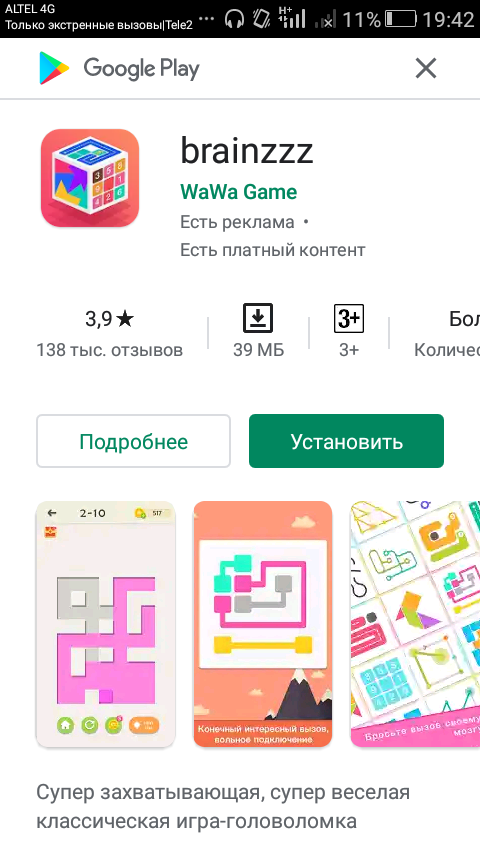 ALTEL 4G
Только экстренные вызовы|Tele2 ... H+ 11% 19:42
Google Play
brainzzz
WaWa Game
Есть реклама •
Есть платный контент
3,9★ 3+ Бол
138 тыс. отзывов 39 МБ 3+ Количес
Подробнее Установить
2-10 517
Конечный интересный вызов,
вольное подключение
Бросьте вызов своему
мозгу
Супер захватывающая, супер веселая
классическая игра-головоломка